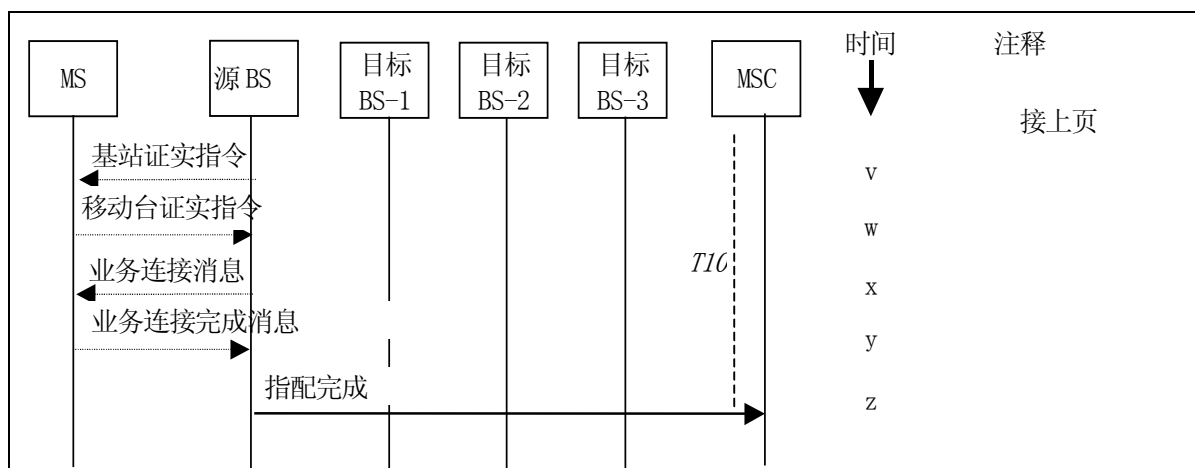 时间 注释
MS
源 BS
目标
BS-1
目标
BS-2
目标
BS-3
MSC
接上页
基站证实指令
v
移动台证实指令
w
T10
业务连接消息
x
业务连接完成消息
y
指配完成
z